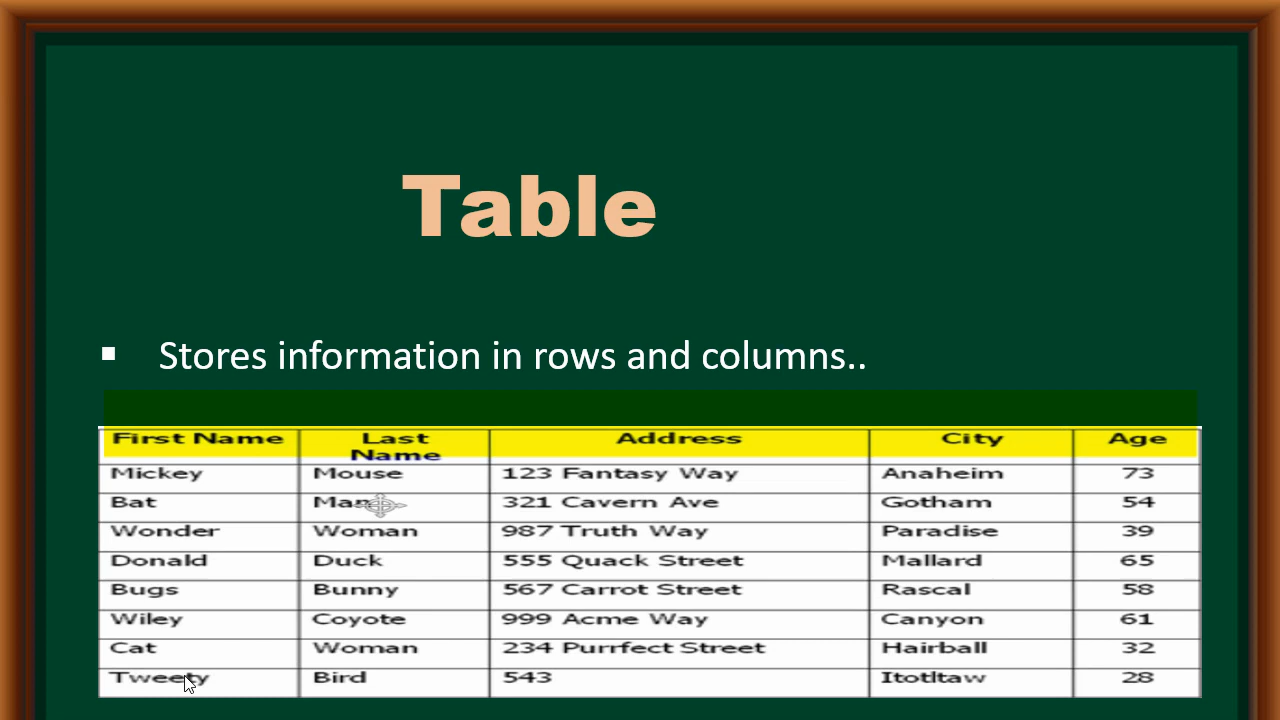 Table
Stores information in rows and columns..
First Name Last Name Address City Age
Mickey Mouse 123 Fantasy Way Anaheim 73
Bat Man 321 Cavern Ave Gotham 54
Wonder Woman 987 Truth Way Paradise 39
Donald Duck 555 Quack Street Mallard 65
Bugs Bunny 567 Carrot Street Rascal 58
Wiley Coyote 999 Acme Way Canyon 61
Cat Woman 234 Purrfect Street Hairball 32
Tweety Bird 543 Itotltaw 28